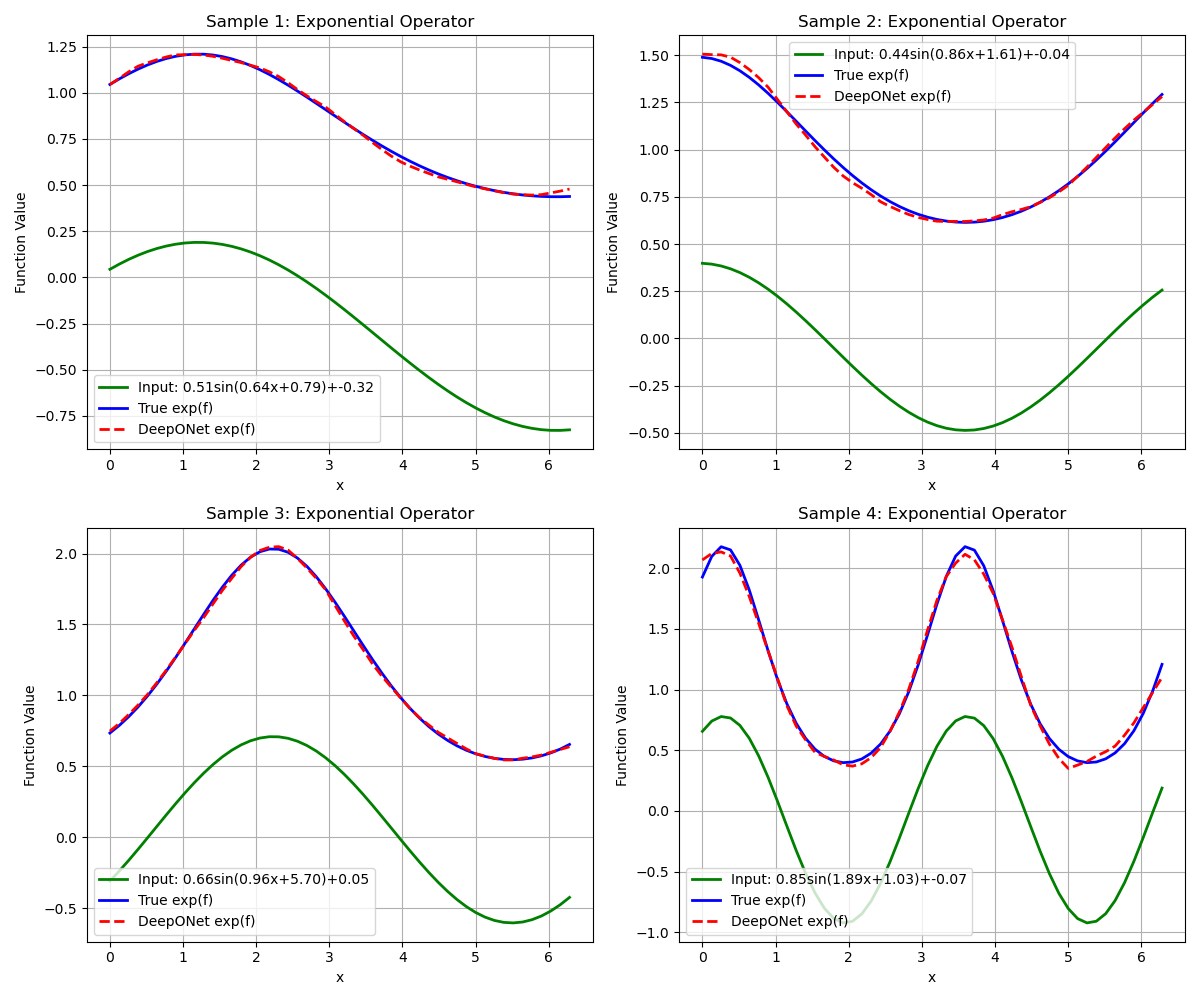 Sample 1: Exponential Operator
Function Value
1.25
1.00
0.75
0.50
0.25
0.00
−0.25
−0.50
−0.75
Input: 0.51sin(0.64x+0.79)+-0.32
True exp(f)
DeepONet exp(f)
0 1 2 3 4 5 6
x
Sample 2: Exponential Operator
Function Value
1.50
1.25
1.00
0.75
0.50
0.25
0.00
−0.25
−0.50
Input: 0.44sin(0.86x+1.61)+-0.04
True exp(f)
DeepONet exp(f)
0 1 2 3 4 5 6
x
Sample 3: Exponential Operator
Function Value
2.0
1.5
1.0
0.5
0.0
−0.5
Input: 0.66sin(0.96x+5.70)+0.05
True exp(f)
DeepONet exp(f)
0 1 2 3 4 5 6
x
Sample 4: Exponential Operator
Function Value
2.0
1.5
1.0
0.5
0.0
−0.5
−1.0
Input: 0.85sin(1.89x+1.03)+-0.07
True exp(f)
DeepONet exp(f)
0 1 2 3 4 5 6
x